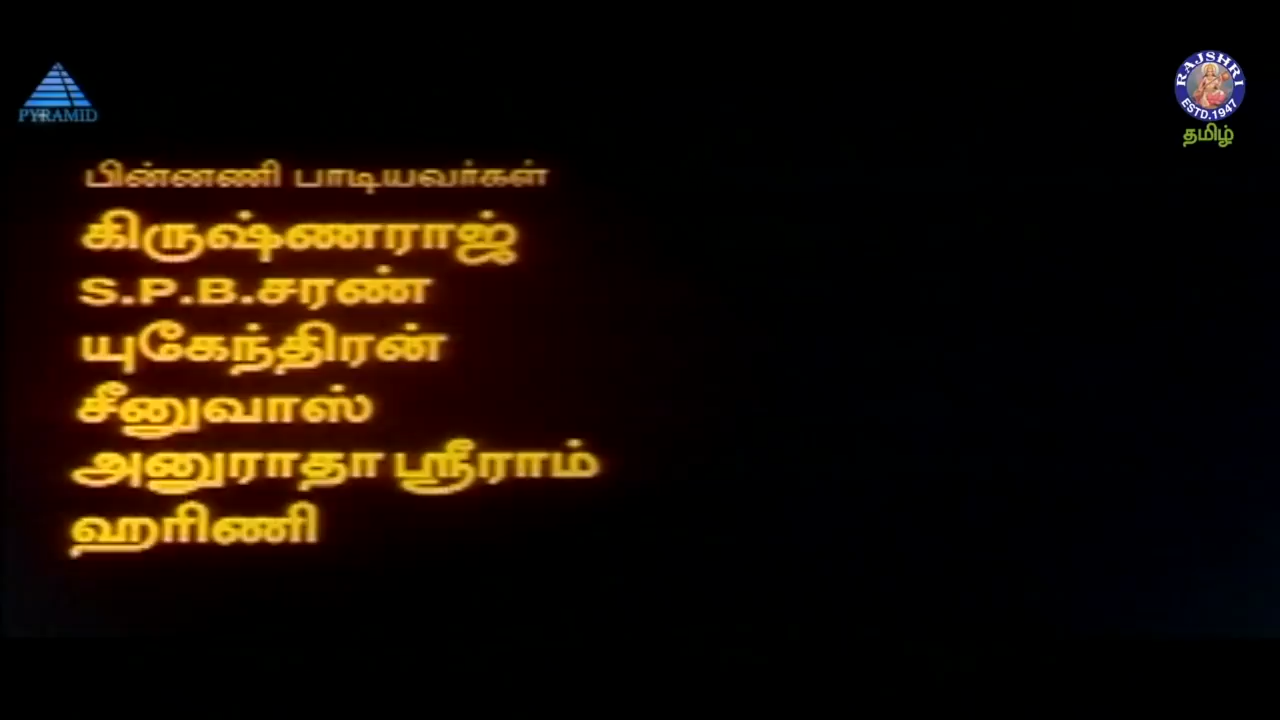 PYRAMID
RAJSHRI
ESTD.1947
தமிழ்
பின்னணி பாடியவர்கள்
கிருஷ்ணராஜ்
S.P.B.சரண்
யுகேந்திரன்
சீனுவாஸ்
அனுராதா ஸ்ரீராம்
ஹரிணி